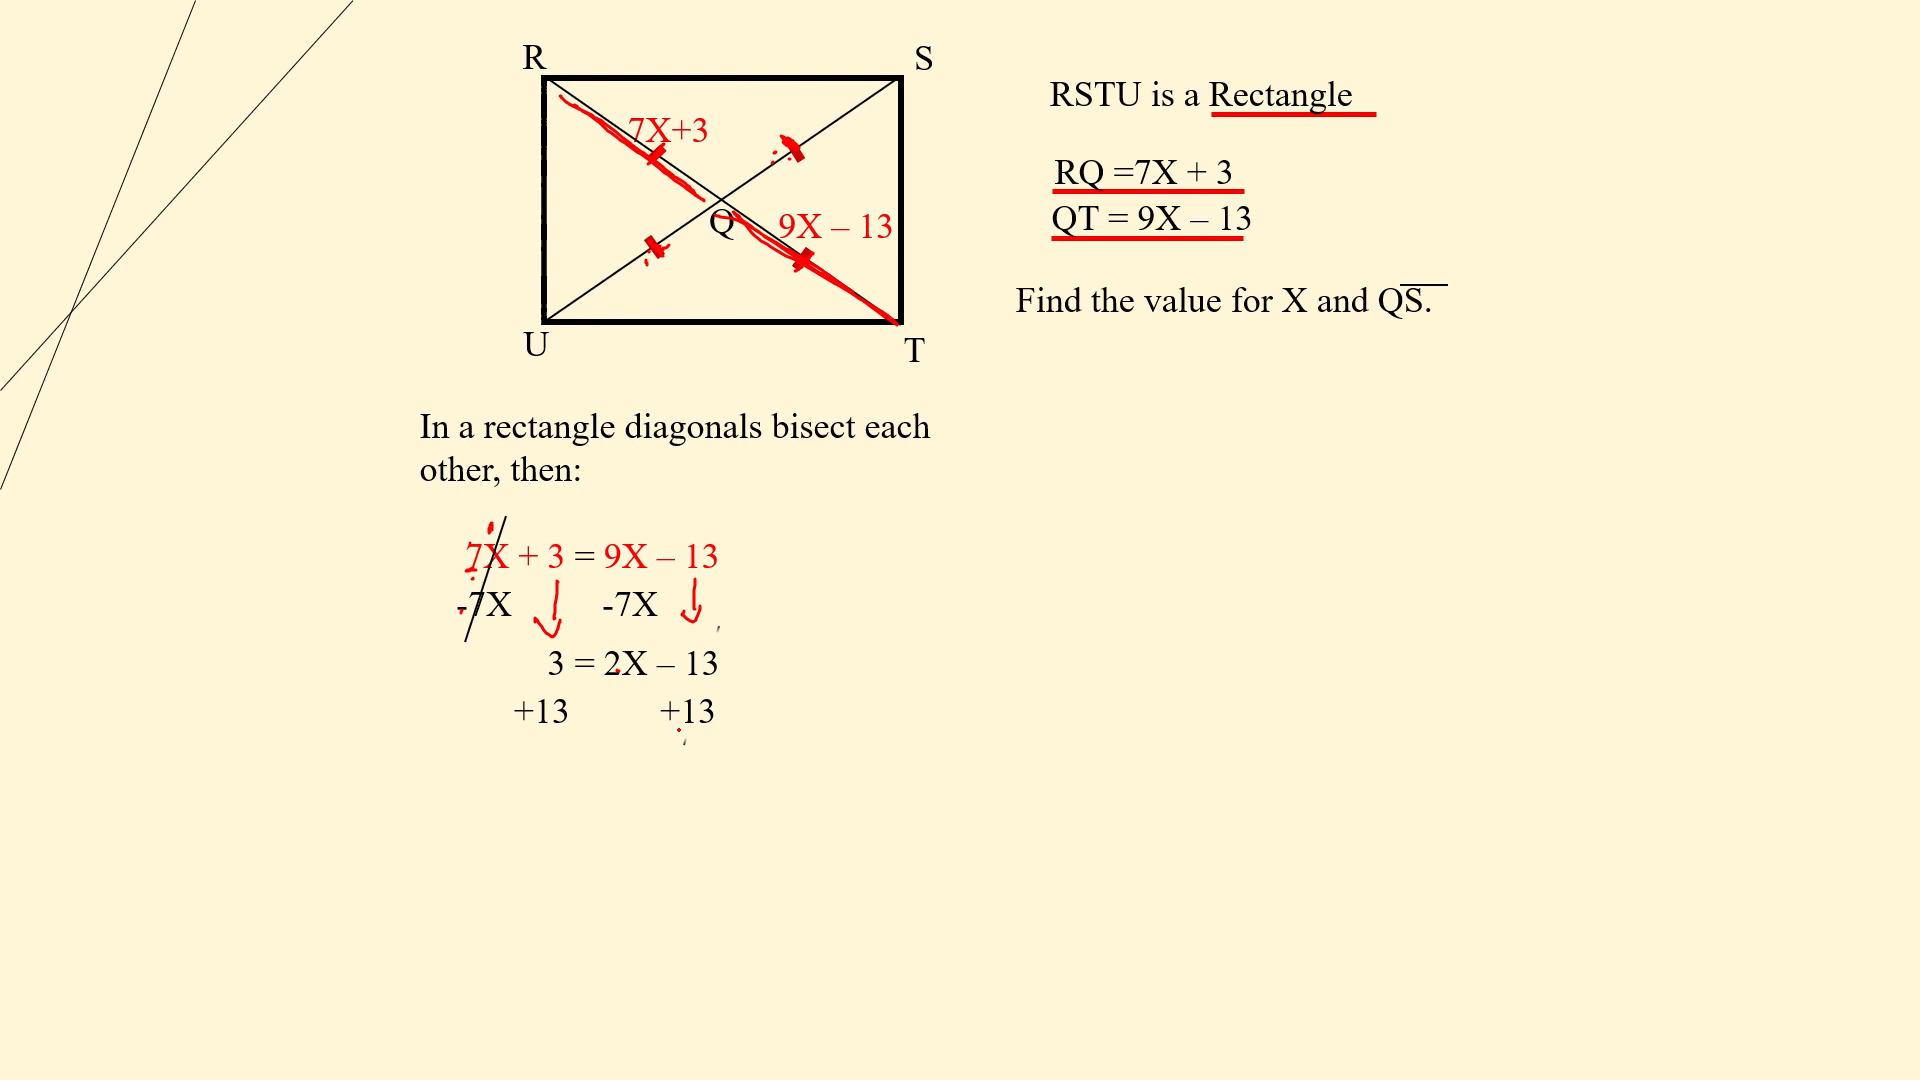 R
S
7X+3
Q
9X – 13
U
T
RSTU is a Rectangle
RQ =7X + 3
QT = 9X – 13
Find the value for X and QS.
In a rectangle diagonals bisect each
other, then:
7X + 3 = 9X – 13
-7X -7X
3 = 2X – 13
+13 +13